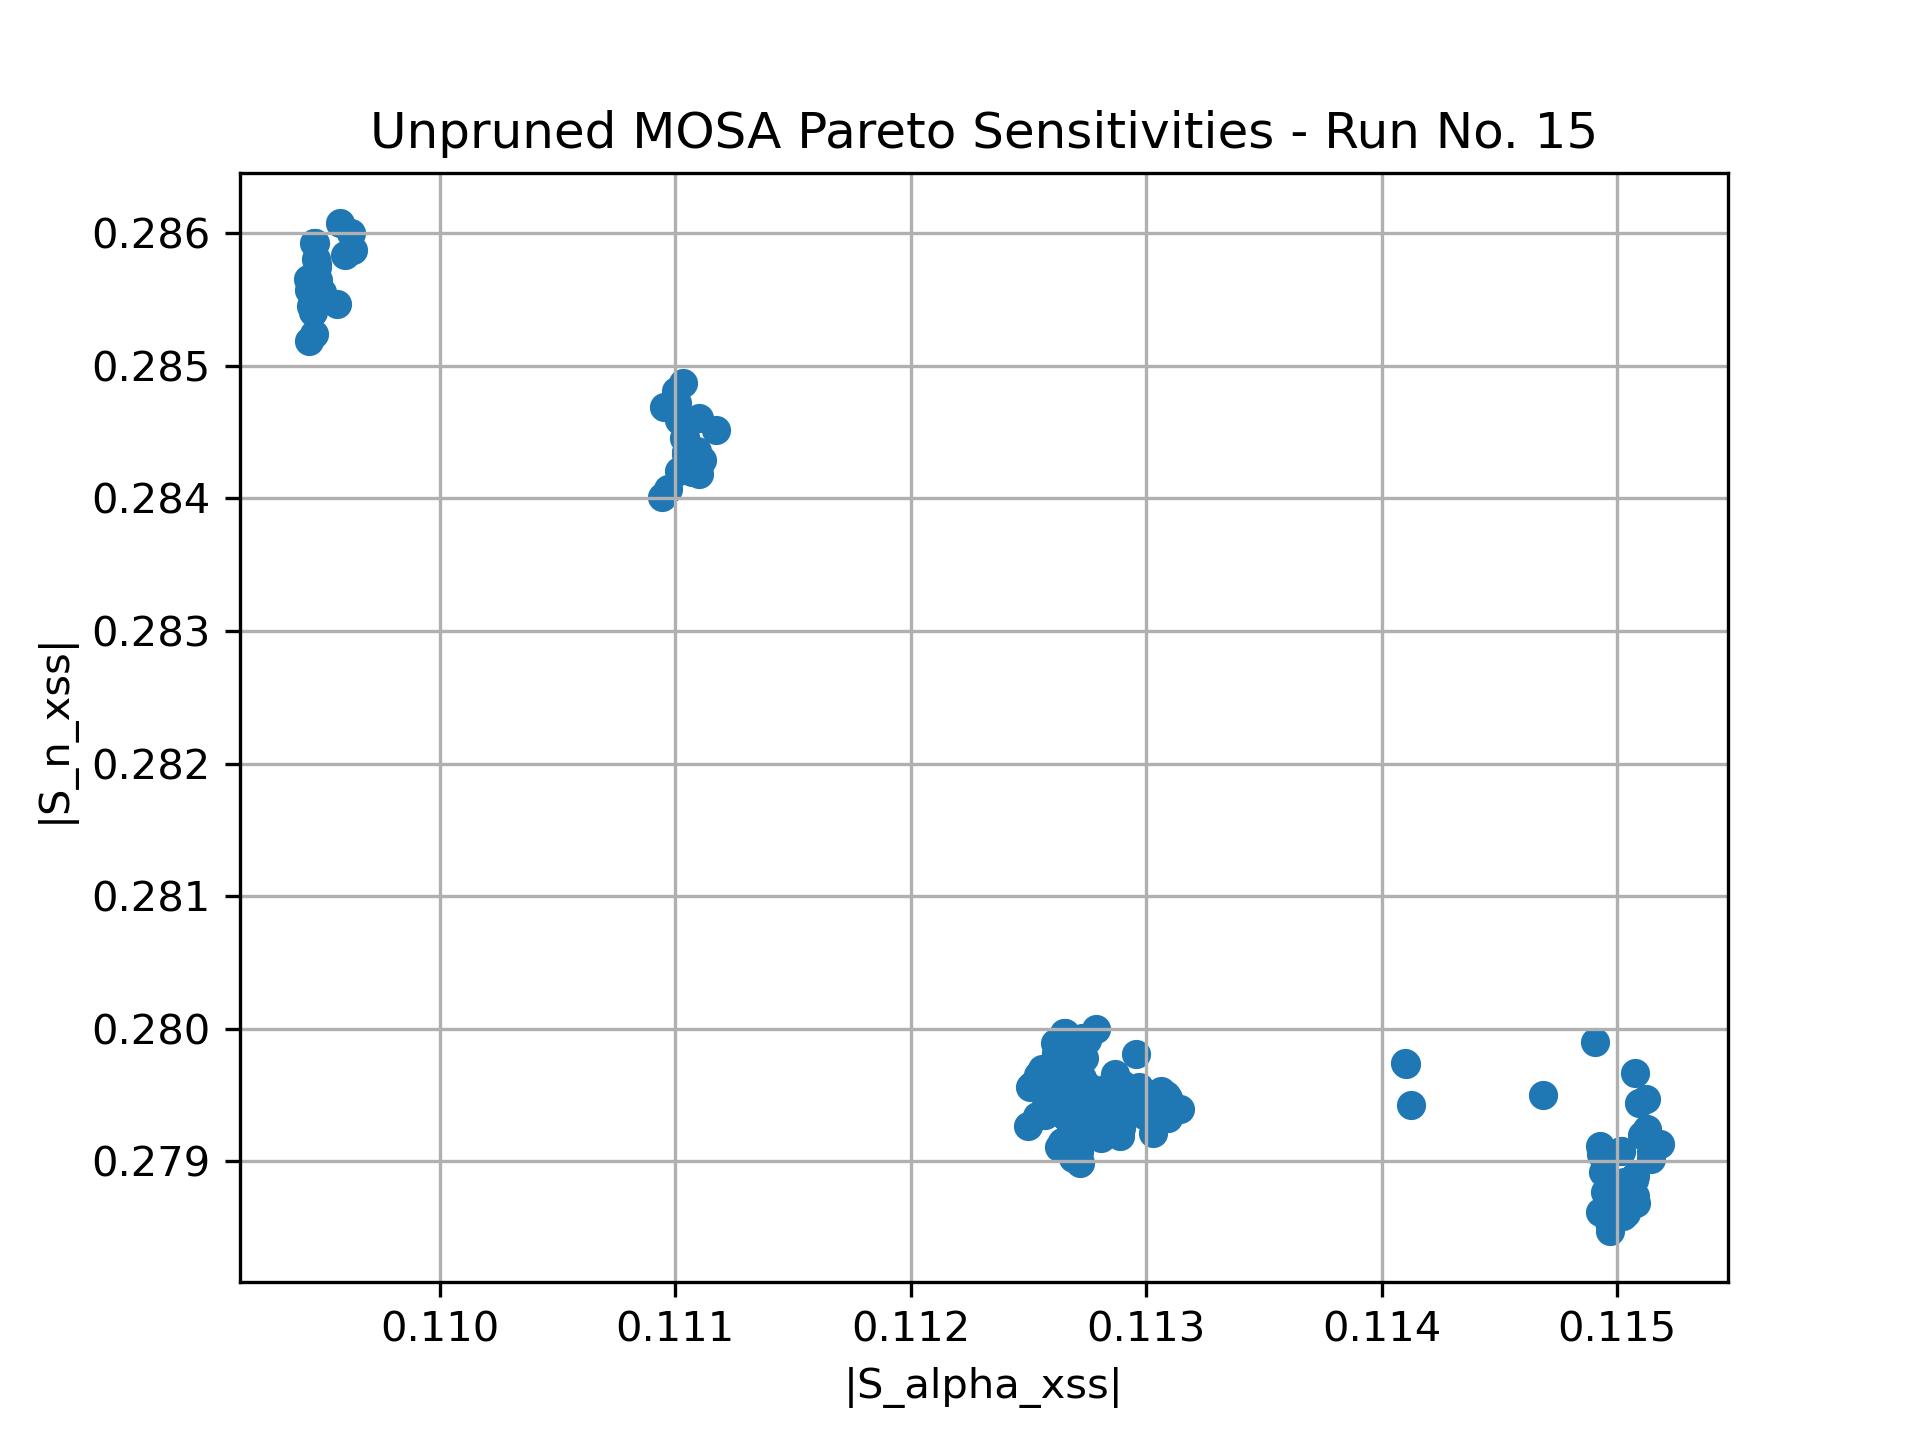 Unpruned MOSA Pareto Sensitivities - Run No. 15
|S_n_xss|
0.286
0.285
0.284
0.283
0.282
0.281
0.280
0.279
0.110 0.111 0.112 0.113 0.114 0.115
|S_alpha_xss|